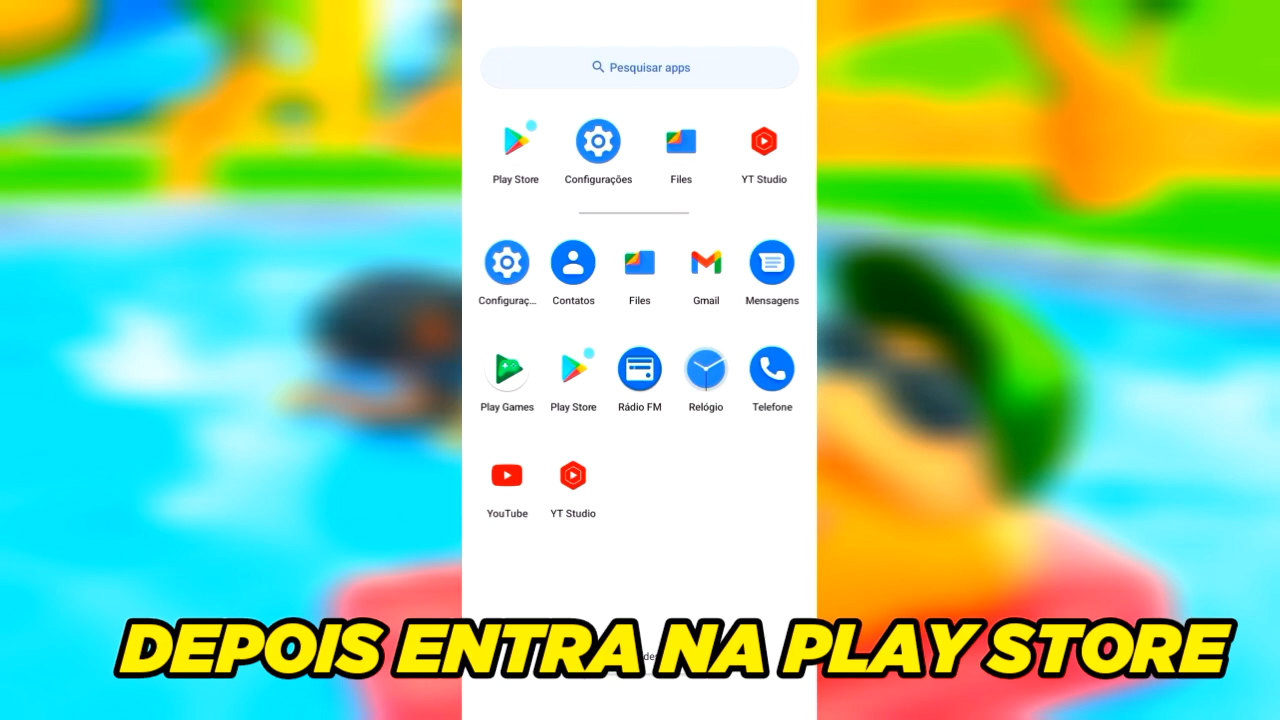 Pesquisar apps
Play Store Configurações Files YT Studio
Configuraç... Contatos Files Gmail Mensagens
Play Games Play Store Rádio FM Relógio Telefone
YouTube YT Studio
DEPOIS ENTRA NA PLAY STORE